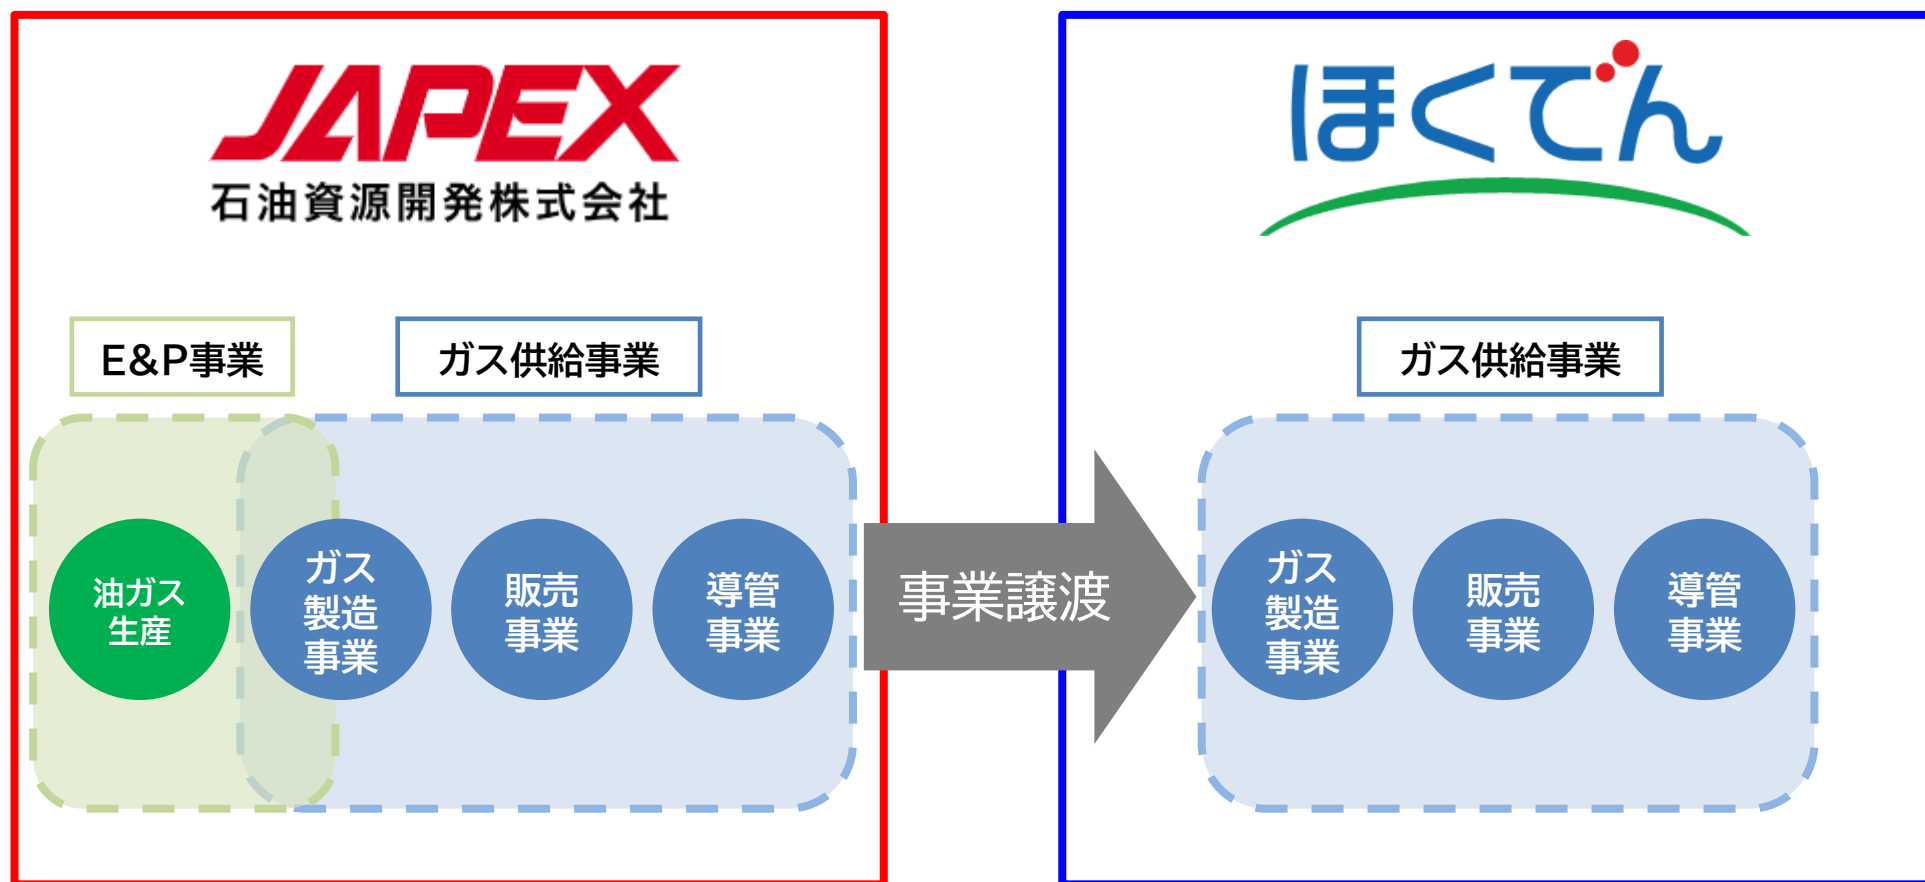 JAPEX
石油資源開発株式会社
E&P事業
ガス供給事業
油ガス
生産
ガス
製造
事業
販売
事業
導管
事業
事業譲渡
ほくでん
ガス供給事業
ガス
製造
事業
販売
事業
導管
事業